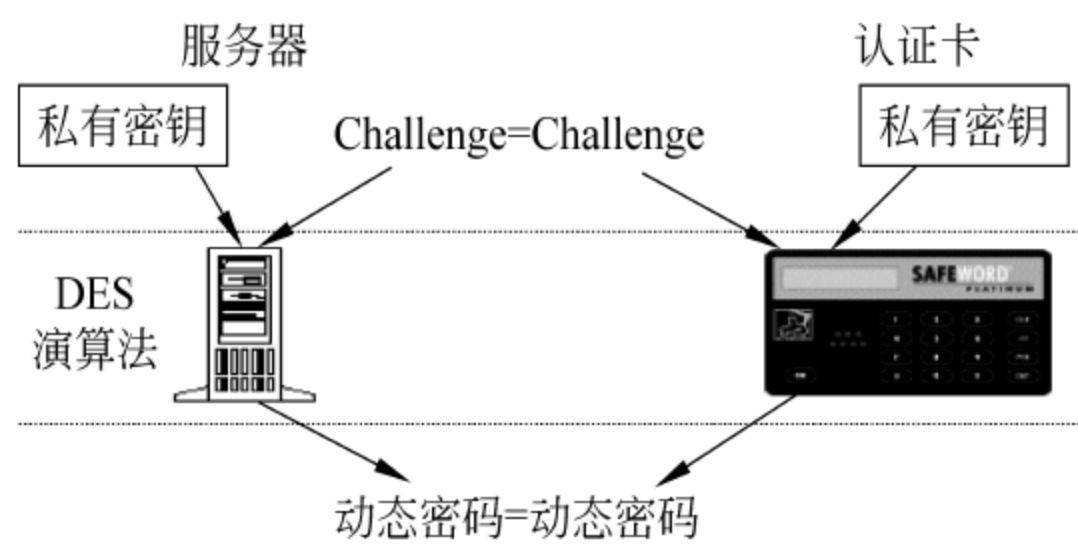 服务器
认证卡
私有密钥
Challenge=Challenge
私有密钥
DES
演算法
SAFEWORD
PLATINUM
动态密码=动态密码